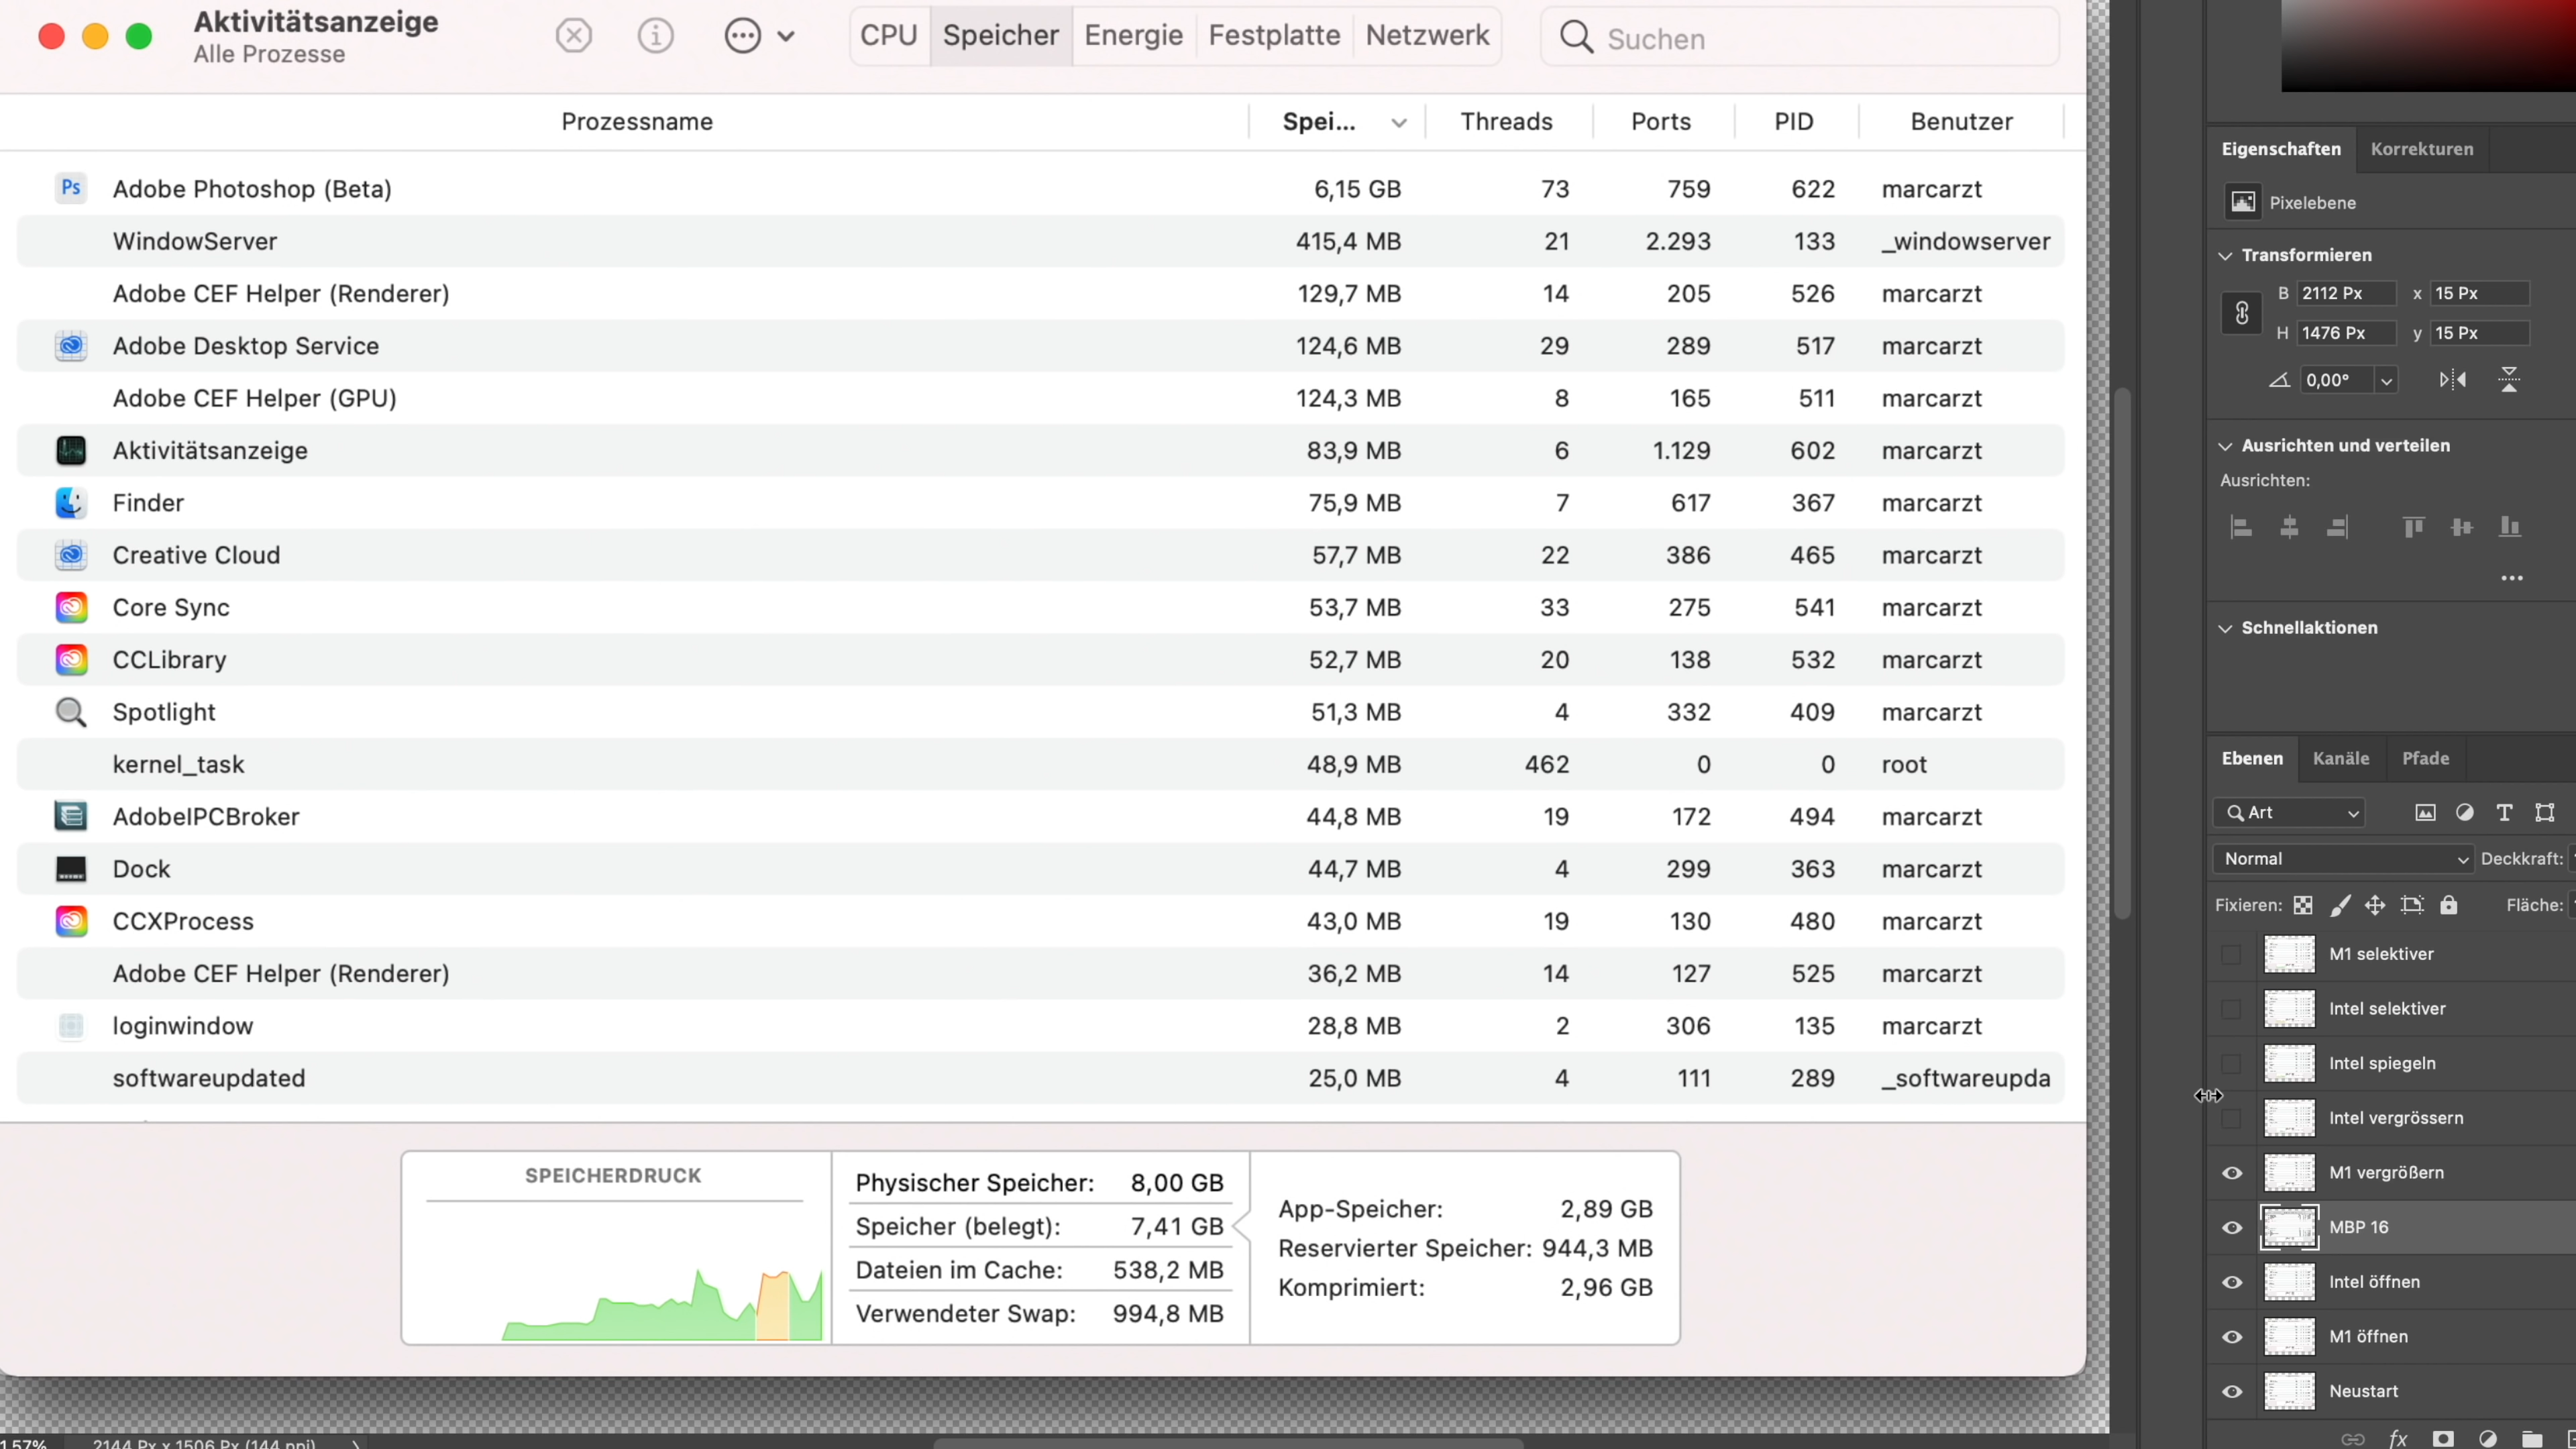 Aktivitätsanzeige
Alle Prozesse
CPU Speicher Energie Festplatte Netzwerk
Suchen
Prozessname Spei... Threads Ports PID Benutzer
Ps Adobe Photoshop (Beta) 6,15 GB 73 759 622 marcarzt
WindowServer 415,4 MB 21 2.293 133 _windowserver
Adobe CEF Helper (Renderer) 129,7 MB 14 205 526 marcarzt
Adobe Desktop Service 124,6 MB 29 289 517 marcarzt
Adobe CEF Helper (GPU) 124,3 MB 8 165 511 marcarzt
Aktivitätsanzeige 83,9 MB 6 1.129 602 marcarzt
Finder 75,9 MB 7 617 367 marcarzt
Creative Cloud 57,7 MB 22 386 465 marcarzt
Core Sync 53,7 MB 33 275 541 marcarzt
CCLibrary 52,7 MB 20 138 532 marcarzt
Spotlight 51,3 MB 4 332 409 marcarzt
kernel_task 48,9 MB 462 0 0 root
AdobeIPCBroker 44,8 MB 19 172 494 marcarzt
Dock 44,7 MB 4 299 363 marcarzt
CCXProcess 43,0 MB 19 130 480 marcarzt
Adobe CEF Helper (Renderer) 36,2 MB 14 127 525 marcarzt
loginwindow 28,8 MB 2 306 135 marcarzt
softwareupdated 25,0 MB 4 111 289 _softwareupda
SPEICHERDRUCK
Physischer Speicher: 8,00 GB
Speicher (belegt): 7,41 GB
Dateien im Cache: 538,2 MB
Verwendeter Swap: 994,8 MB
App-Speicher: 2,89 GB
Reservierter Speicher: 944,3 MB
Komprimiert: 2,96 GB
2144 Px x 1506 Px (144 ppi)
Eigenschaften Korrekturen
Pixelebene
Transformieren
B 2112 Px x 15 Px
H 1476 Px y 15 Px
0,00°
Ausrichten und verteilen
Ausrichten:
Schnellaktionen
Ebenen Kanäle Pfade
Art
Normal Deckkraft:
Fixieren: Fläche:
M1 selektiver
Intel selektiver
Intel spiegeln
Intel vergrössern
M1 vergrößern
MBP 16
Intel öffnen
M1 öffnen
Neustart
fx